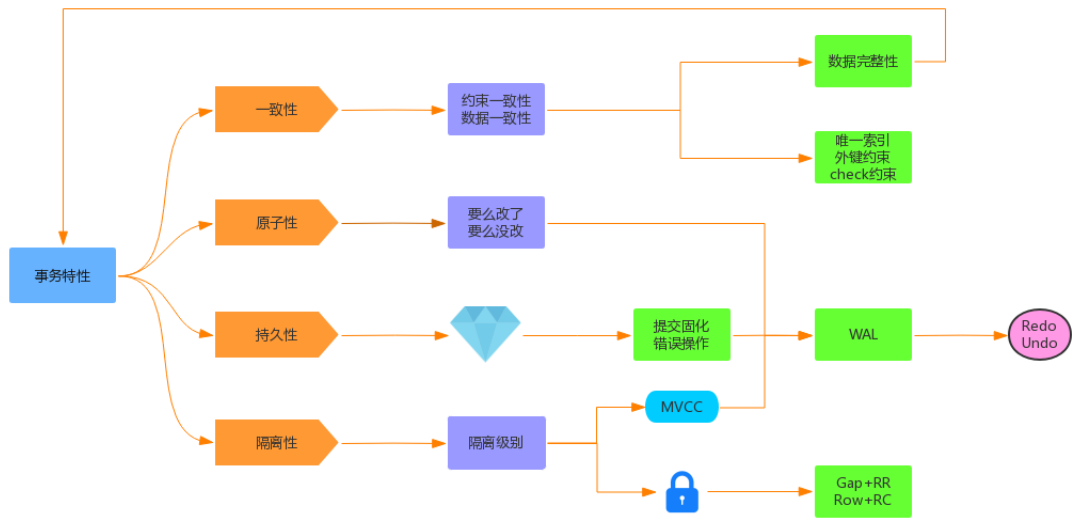 数据完整性
一致性
约束一致性
数据一致性
唯一索引
外键约束
check约束
原子性
要么改了
要么没改
事务特性
持久性
提交固化
错误操作
WAL
Redo
Undo
MVCC
隔离性
隔离级别
Gap+RR
Row+RC